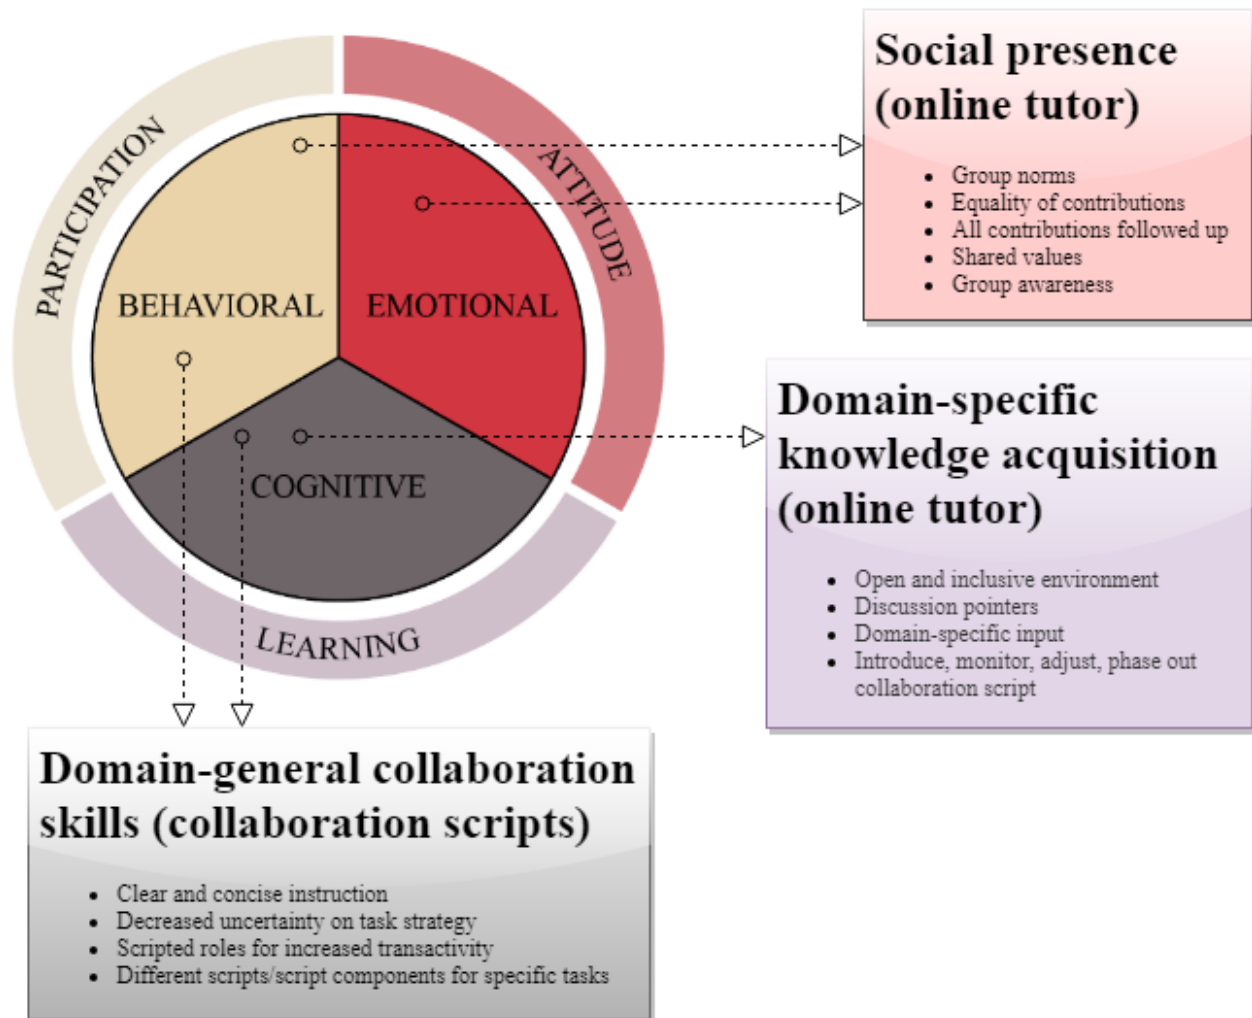 PARTICIPATION
ATTITUDE
BEHAVIORAL
EMOTIONAL
COGNITIVE
LEARNING
Social presence
(online tutor)
• Group norms
• Equality of contributions
• All contributions followed up
• Shared values
• Group awareness
Domain-specific
knowledge acquisition
(online tutor)
• Open and inclusive environment
• Discussion pointers
• Domain-specific input
• Introduce, monitor, adjust, phase out
collaboration script
Domain-general collaboration
skills (collaboration scripts)
• Clear and concise instruction
• Decreased uncertainty on task strategy
• Scripted roles for increased transactivity
• Different scripts/script components for specific tasks